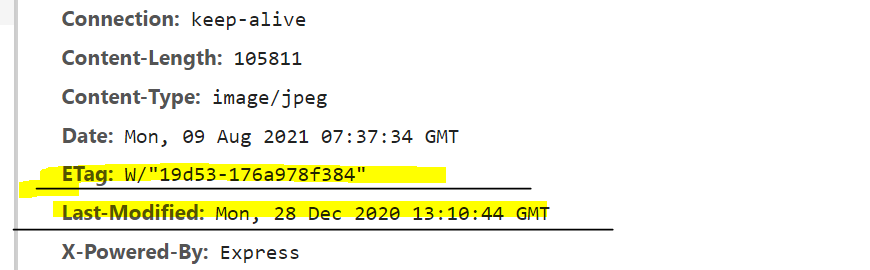 Connection: keep-alive
Content-Length: 105811
Content-Type: image/jpeg
Date: Mon, 09 Aug 2021 07:37:34 GMT
ETag: W/"19d53-176a978f384"
Last-Modified: Mon, 28 Dec 2020 13:10:44 GMT
X-Powered-By: Express